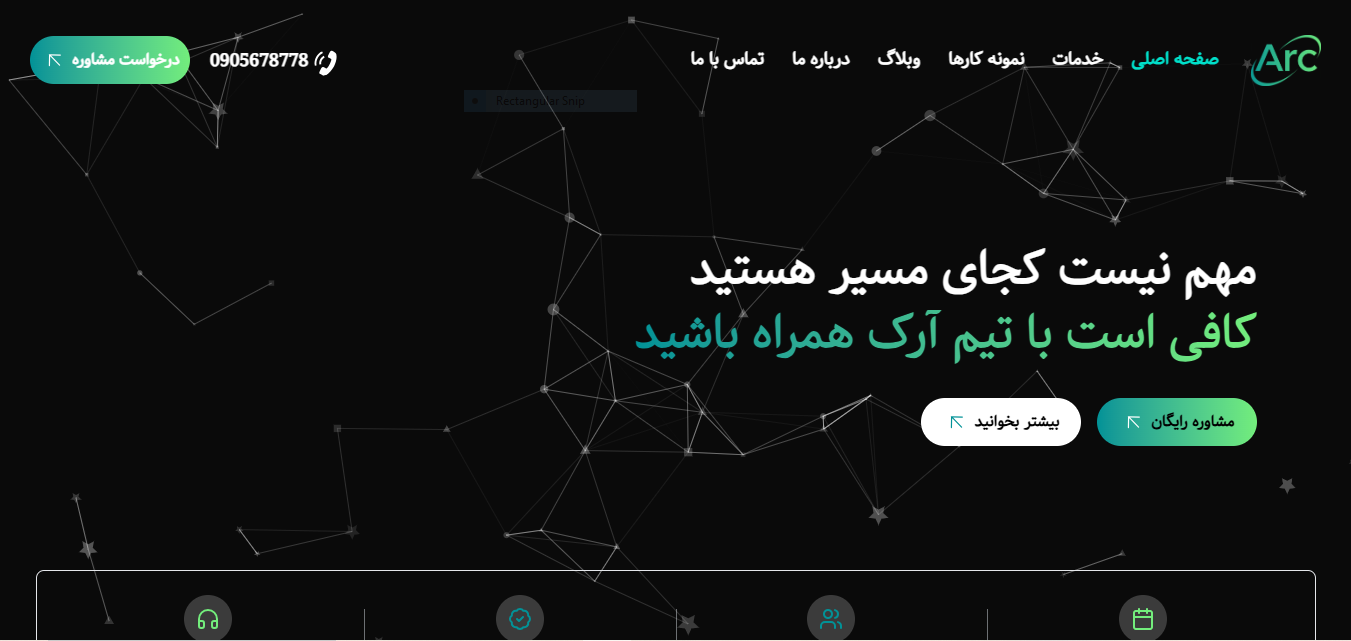 Arc
صفحه اصلی
خدمات
نمونه کارها
وبلاگ
درباره ما
تماس با ما
0905678778
درخواست مشاوره
Rectangular Snip
مهم نیست کجای مسیر هستید
کافی است با تیم آرک همراه باشید
مشاوره رایگان
بیشتر بخوانید